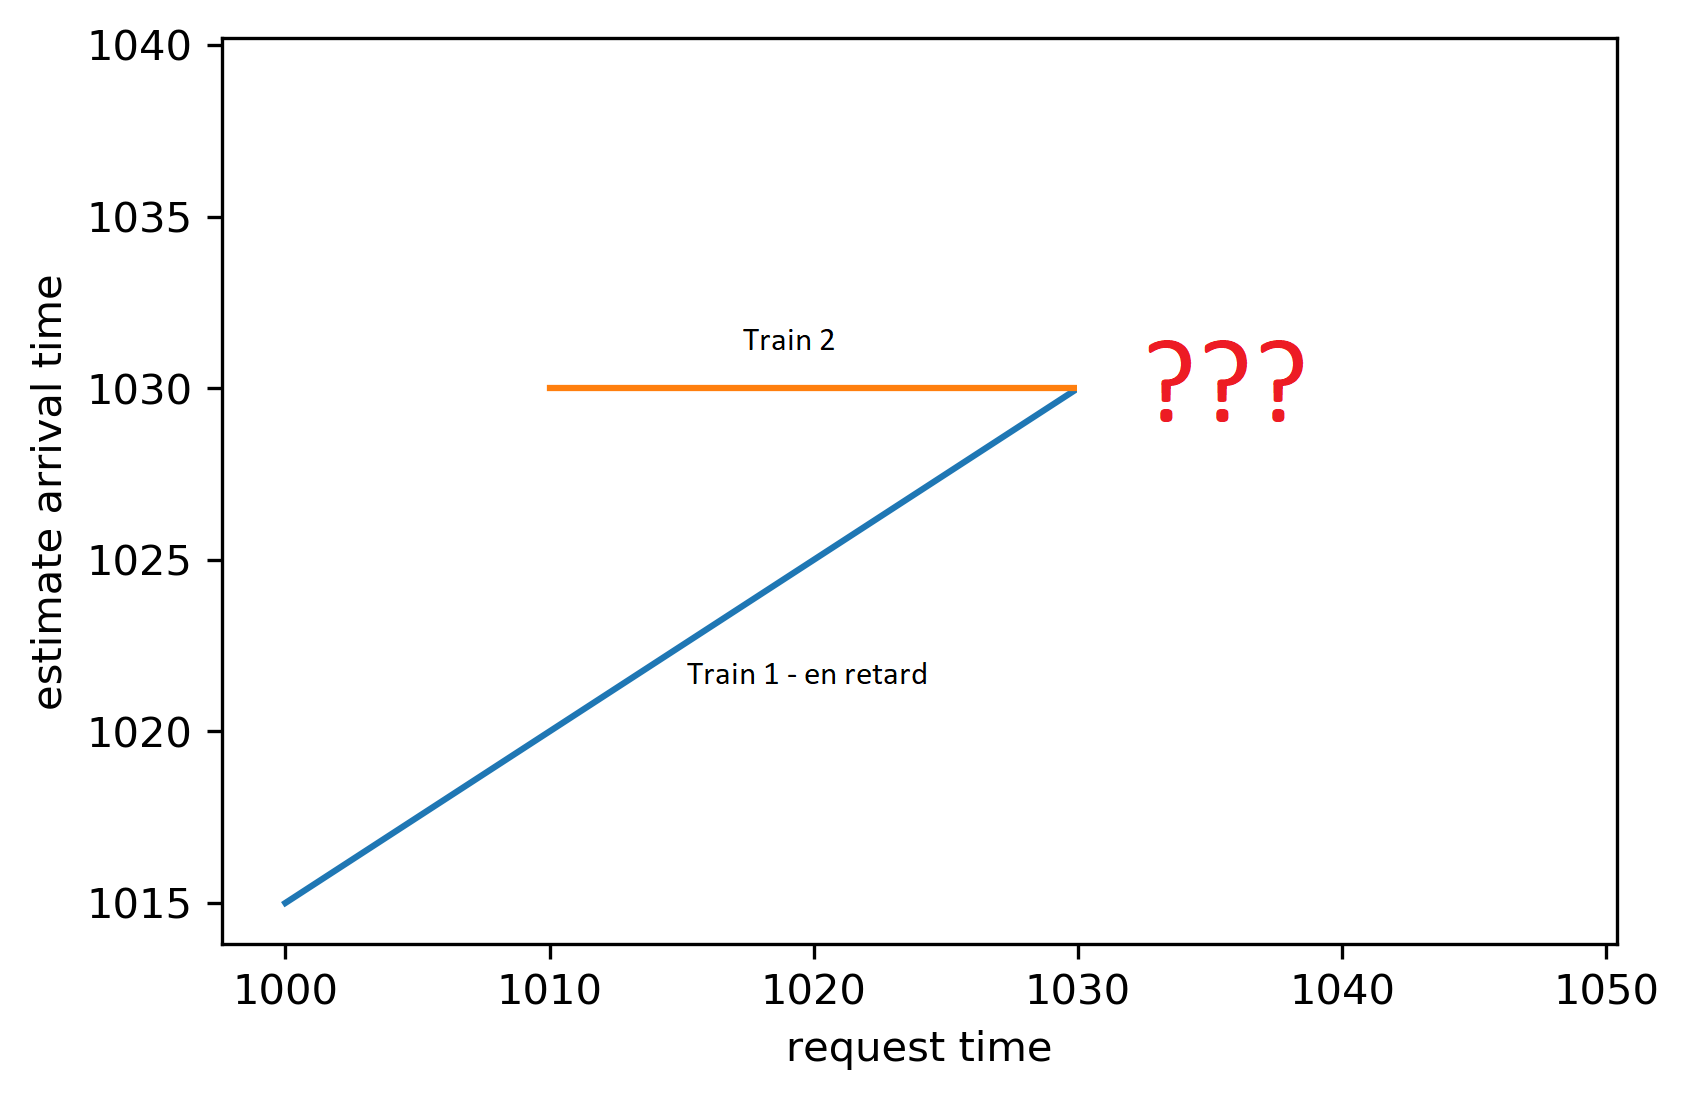 1040
1035
1030
1025
1020
1015
estimate arrival time
Train 2
???
Train 1 - en retard
1000 1010 1020 1030 1040 1050
request time